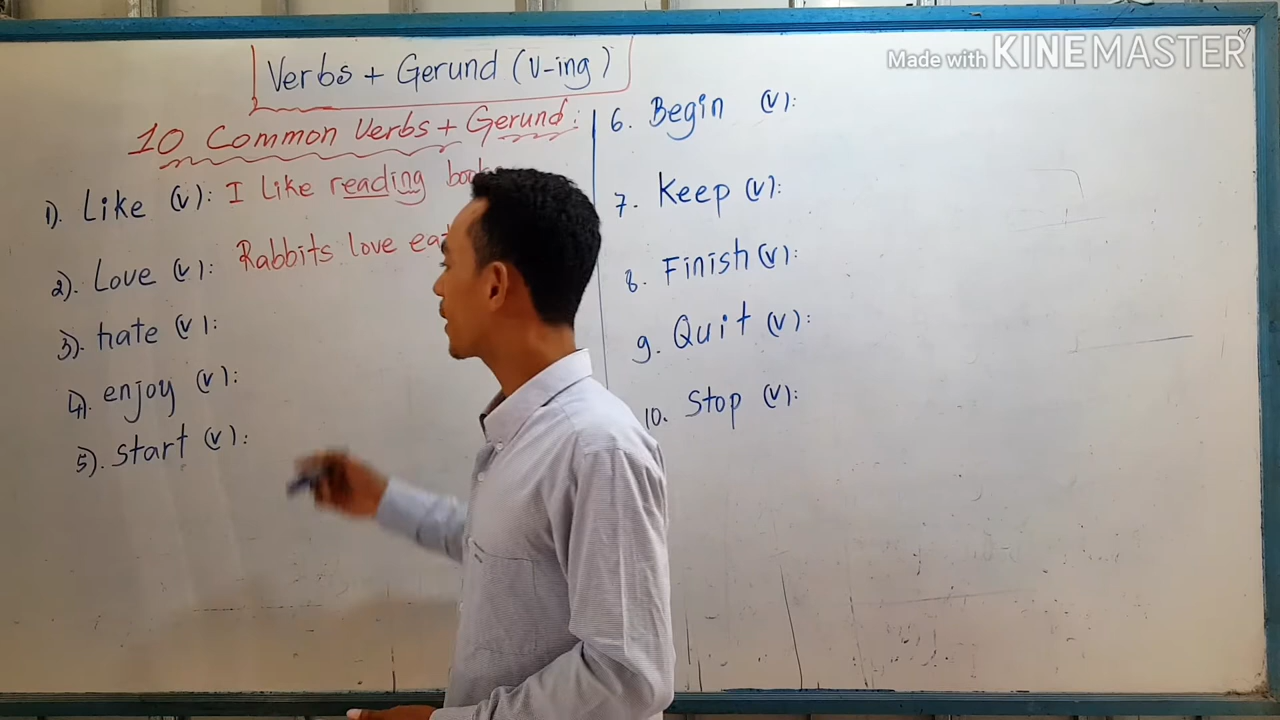 Made with KINEMASTER
Verbs + Gerund (V-ing)
10 Common Verbs + Gerund:
1). Like (v): I like reading
2). Love (v): Rabbits love
3). hate (v):
4). enjoy (v):
5). start (v):
6. Begin (v):
7. Keep (v):
8. Finish (v):
9. Quit (v):
10. Stop (v):